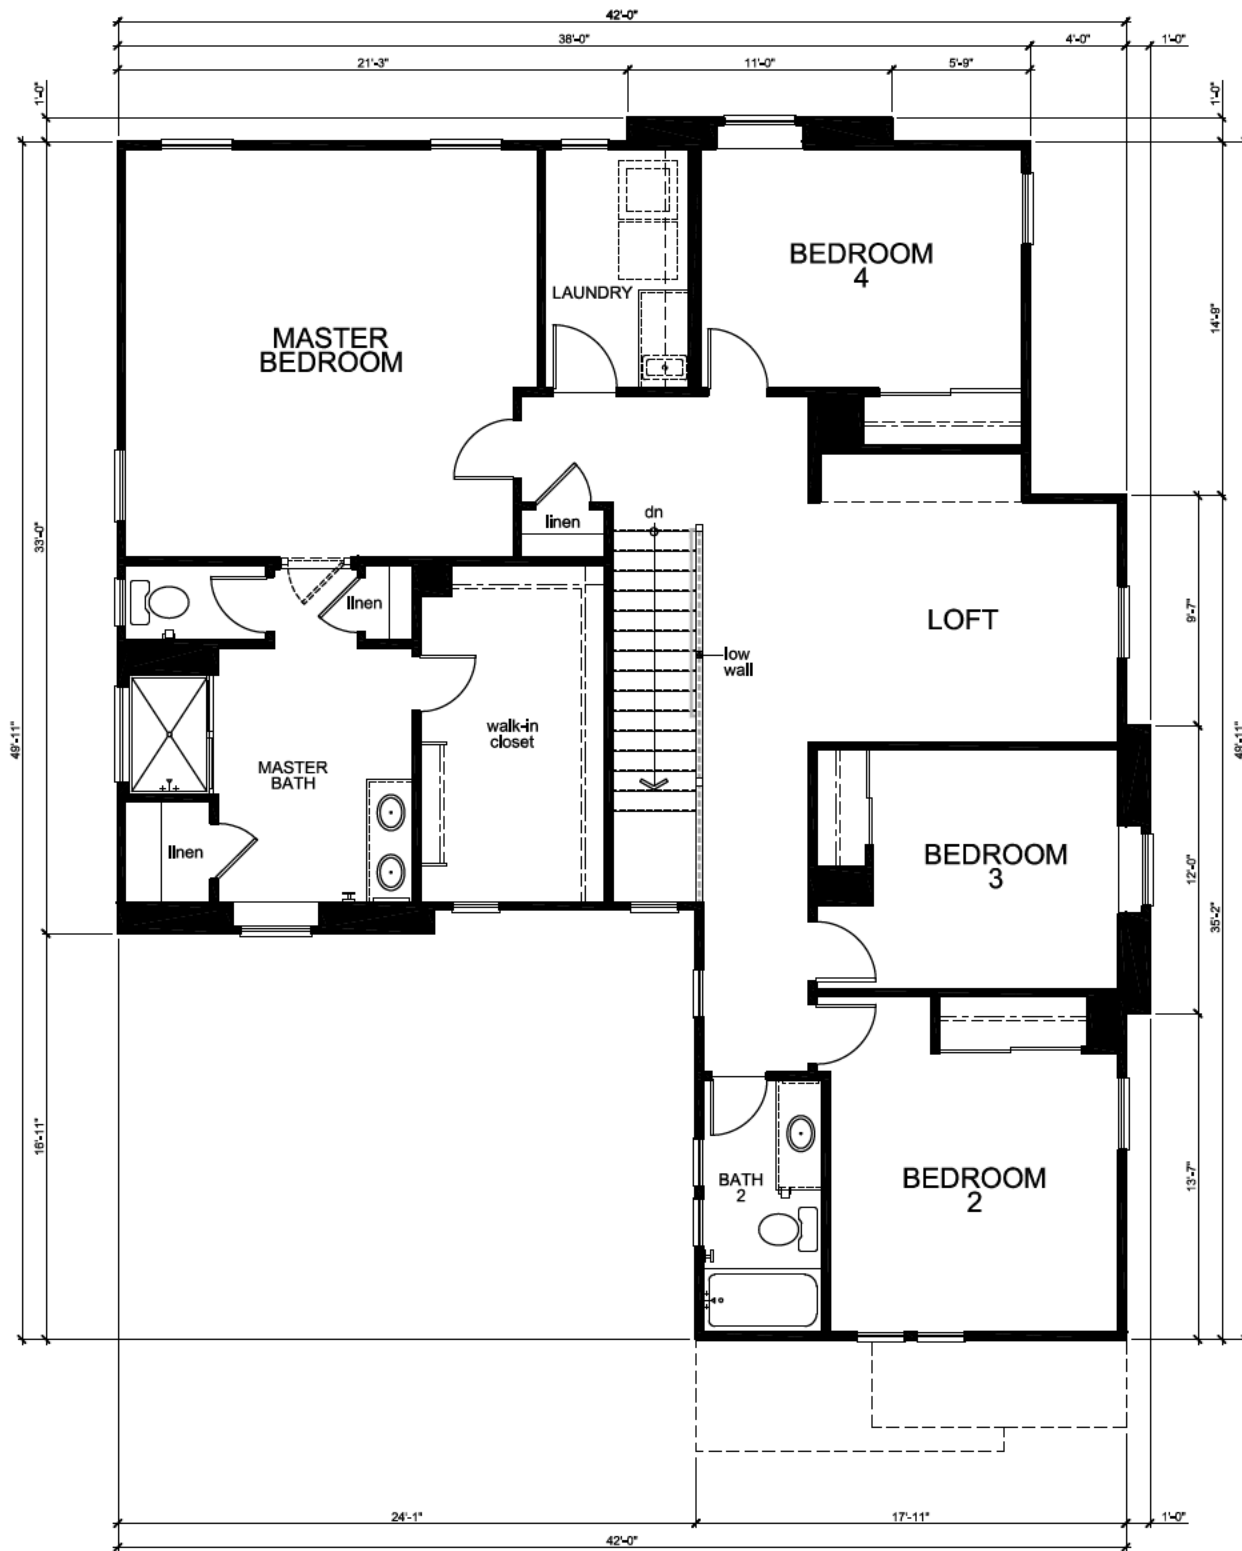 42'-0"
38'-0"
4'-0"
1'-0"
21'-3"
11'-0"
5'-9"
1'-0"
1'-0"
BEDROOM
4
LAUNDRY
MASTER
BEDROOM
14'-9"
linen
dn
33'-0"
linen
LOFT
9'-7"
low
wall
walk-in
closet
49'-11"
49'-11"
MASTER
BATH
linen
BEDROOM
3
12'-0"
35'-2"
16'-11"
BATH
2
BEDROOM
2
13'-7"
24'-1"
17'-11"
1'-0"
42'-0"